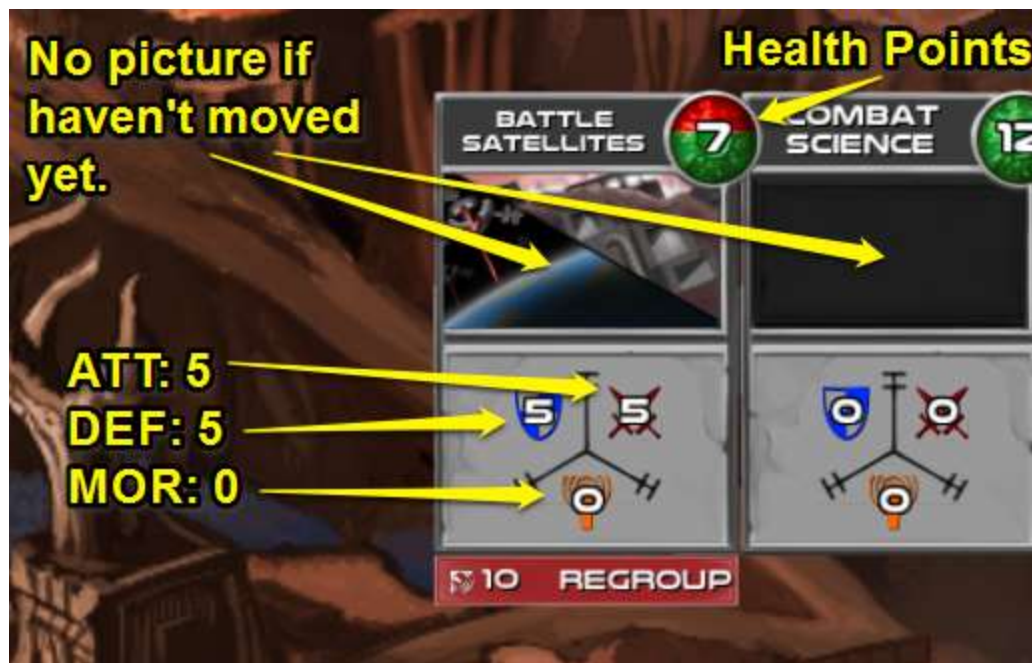 No picture if
haven't moved
yet.
Health Points
BATTLE
SATELLITES
7
COMBAT
SCIENCE
12
ATT: 5
DEF: 5
MOR: 0
5
5
0
0
0
0
10 REGROUP